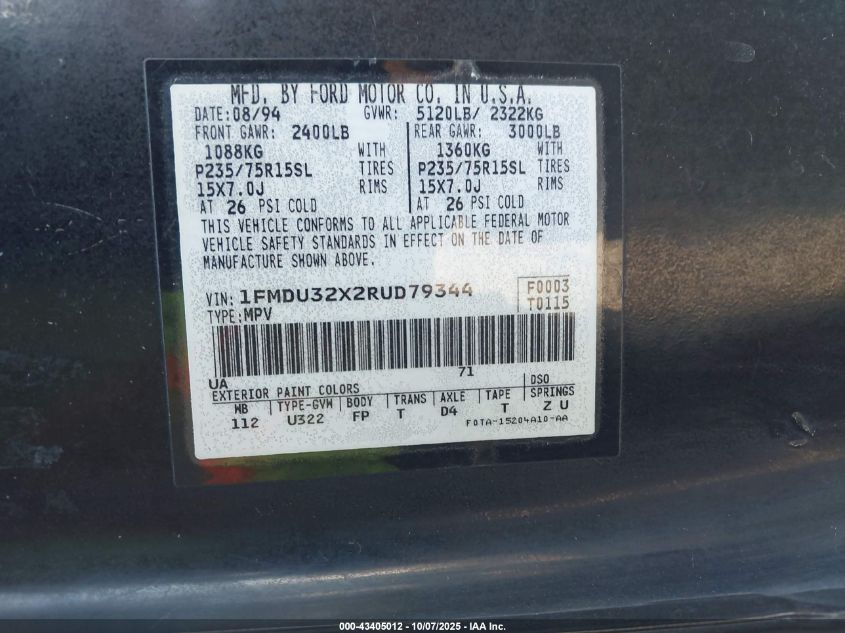 MFD. BY FORD MOTOR CO. IN U.S.A.
DATE: 08/94 GVWR: 5120LB/ 2322KG
FRONT GAWR: 2400LB REAR GAWR: 3000LB
1088KG WITH 1360KG WITH
P235/75R15SL TIRES P235/75R15SL TIRES
15X7.0J RIMS 15X7.0J RIMS
AT 26 PSI COLD AT 26 PSI COLD
THIS VEHICLE CONFORMS TO ALL APPLICABLE FEDERAL MOTOR
VEHICLE SAFETY STANDARDS IN EFFECT ON THE DATE OF
MANUFACTURE SHOWN ABOVE.
VIN: 1FMDU32X2RUD79344 F0003
TYPE: MPV T0115
71
UA DSO
EXTERIOR PAINT COLORS
WB TYPE-GVW BODY TRANS AXLE TAPE SPRINGS
112 U322 FP T D4 T Z U
F0TA-15204A10-AA
000-43405012 - 10/07/2025 - IAA Inc.